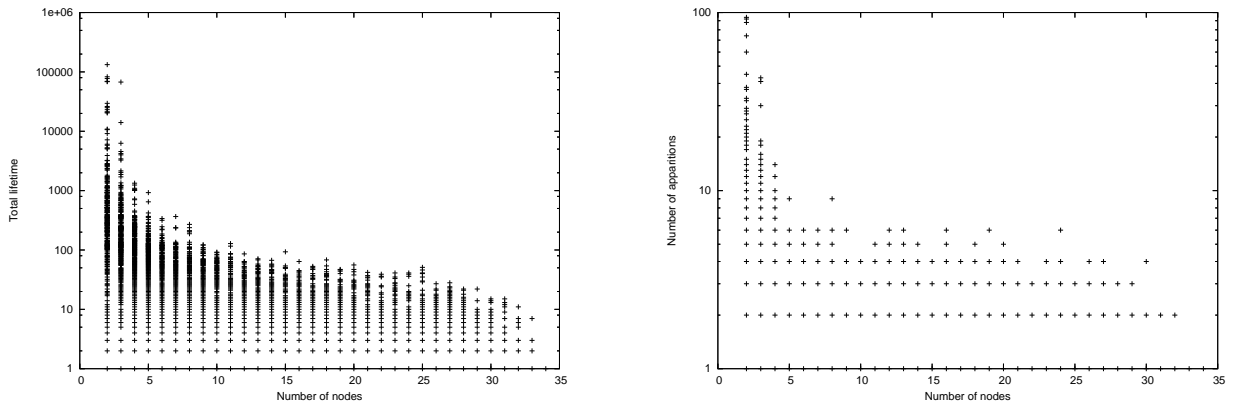 1e+06
100000
10000
1000
100
10
1
Total lifetime
0 5 10 15 20 25 30 35
Number of nodes
100
10
1
Number of apparitions
0 5 10 15 20 25 30 35
Number of nodes